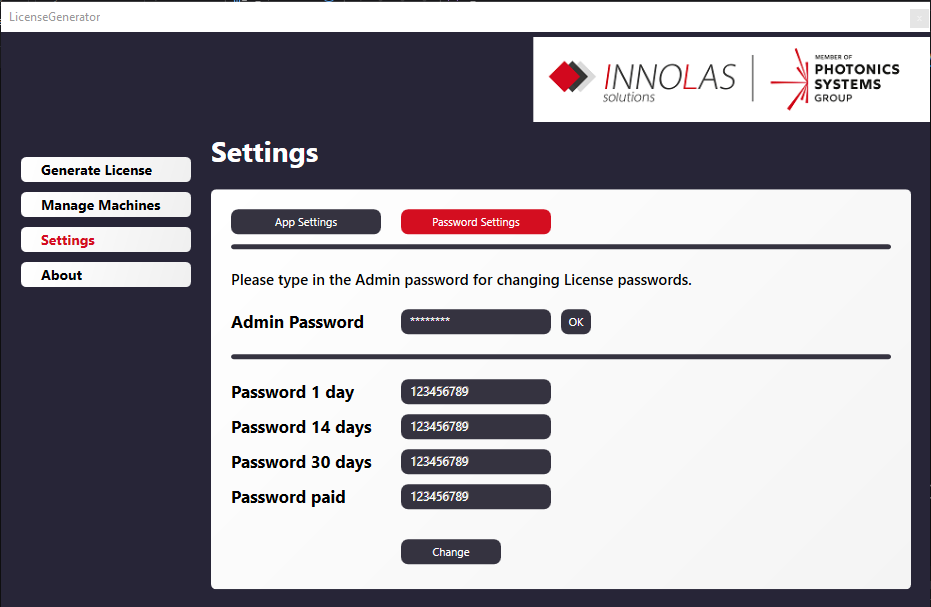 LicenseGenerator
x
INNOLAS
solutions
MEMBER OF
PHOTONICS
SYSTEMS
GROUP
Settings
Generate License
Manage Machines
Settings
About
App Settings
Password Settings
Please type in the Admin password for changing License passwords.
Admin Password
********
OK
Password 1 day
123456789
Password 14 days
123456789
Password 30 days
123456789
Password paid
123456789
Change